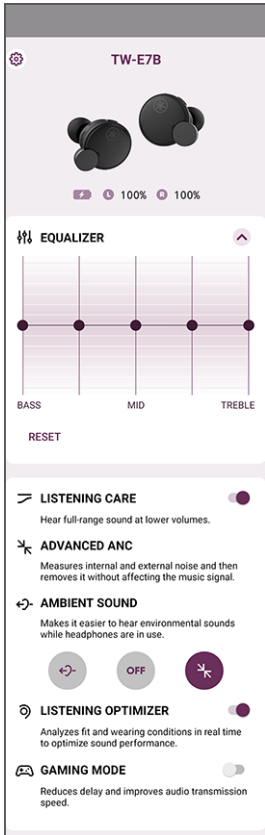 TW-E7B
L 100% R 100%
EQUALIZER
BASS MID TREBLE
RESET
LISTENING CARE
Hear full-range sound at lower volumes.
ADVANCED ANC
Measures internal and external noise and then
removes it without affecting the music signal.
AMBIENT SOUND
Makes it easier to hear environmental sounds
while headphones are in use.
OFF
LISTENING OPTIMIZER
Analyzes fit and wearing conditions in real time
to optimize sound performance.
GAMING MODE
Reduces delay and improves audio transmission
speed.